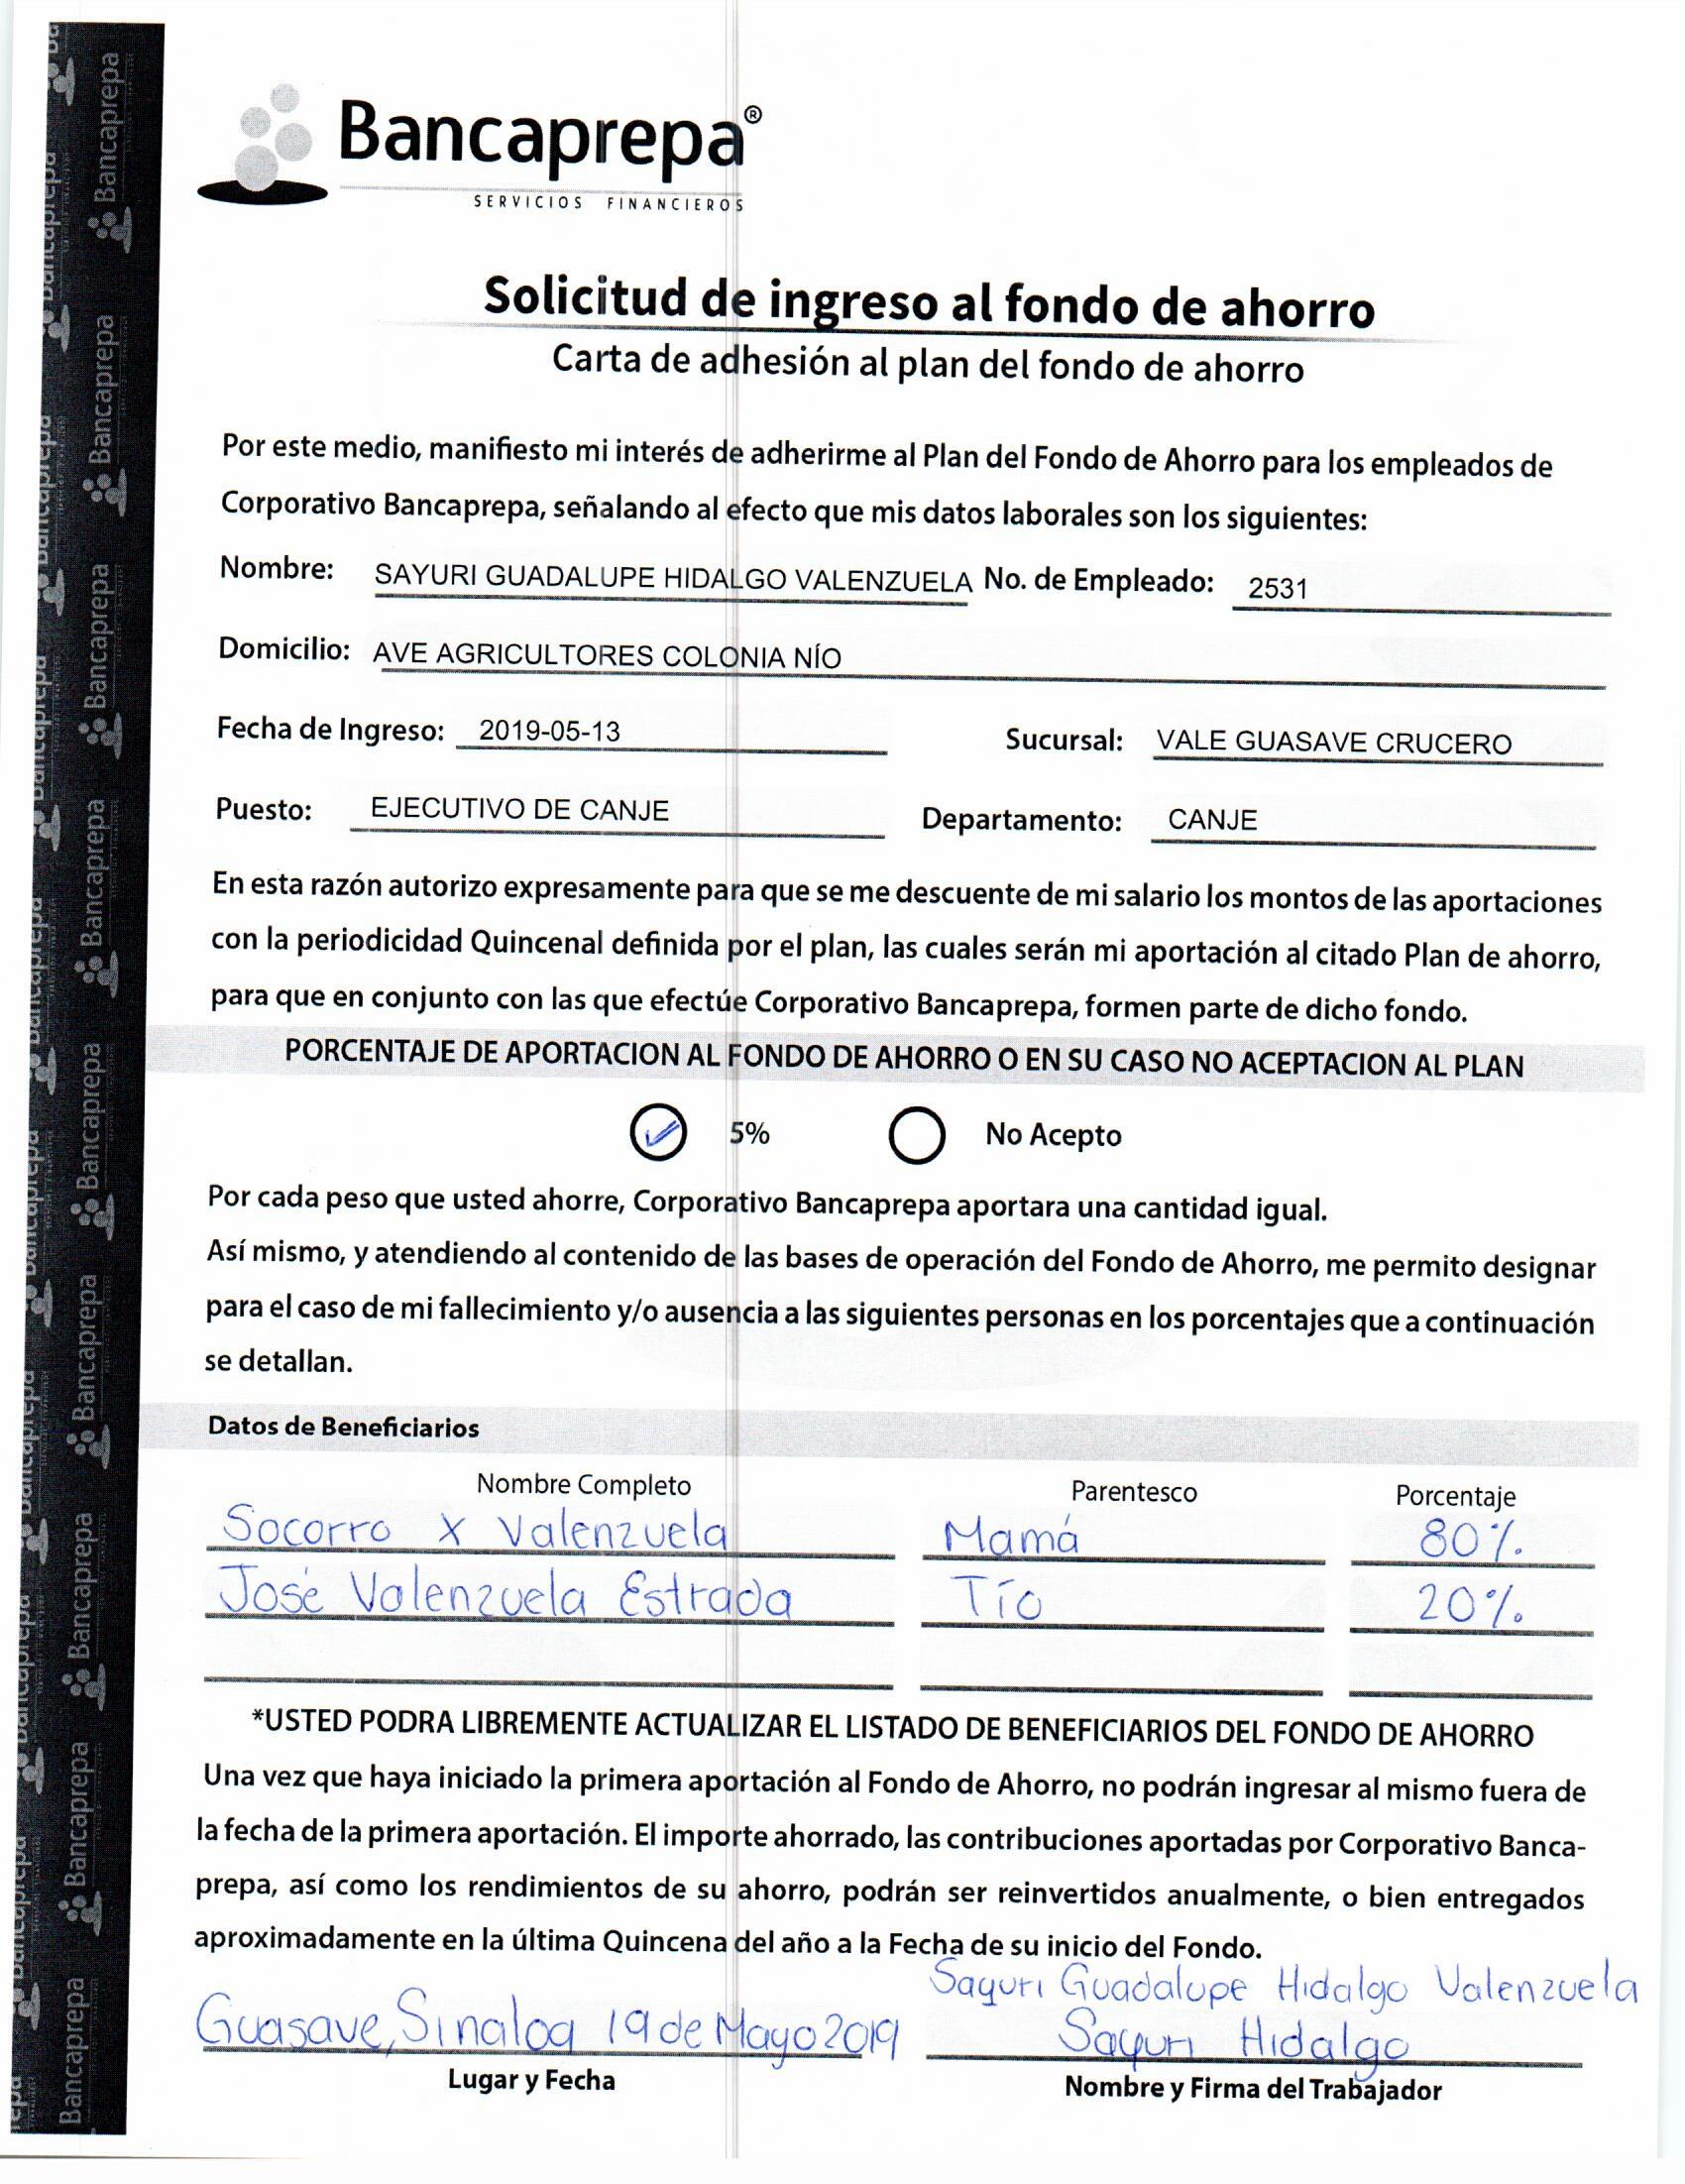 Bancaprepa®
SERVICIOS FINANCIEROS
Solicitud de ingreso al fondo de ahorro
Carta de adhesión al plan del fondo de ahorro
Por este medio, manifiesto mi interés de adherirme al Plan del Fondo de Ahorro para los empleados de
Corporativo Bancaprepa, señalando al efecto que mis datos laborales son los siguientes:
Nombre: SAYURI GUADALUPE HIDALGO VALENZUELA No. de Empleado: 2531
Domicilio: AVE AGRICULTORES COLONIA NÍO
Fecha de Ingreso: 2019-05-13 Sucursal: VALE GUASAVE CRUCERO
Puesto: EJECUTIVO DE CANJE Departamento: CANJE
En esta razón autorizo expresamente para que se me descuente de mi salario los montos de las aportaciones
con la periodicidad Quincenal definida por el plan, las cuales serán mi aportación al citado Plan de ahorro,
para que en conjunto con las que efectúe Corporativo Bancaprepa, formen parte de dicho fondo.
PORCENTAJE DE APORTACION AL FONDO DE AHORRO O EN SU CASO NO ACEPTACION AL PLAN
5% No Acepto
Por cada peso que usted ahorre, Corporativo Bancaprepa aportara una cantidad igual.
Así mismo, y atendiendo al contenido de las bases de operación del Fondo de Ahorro, me permito designar
para el caso de mi fallecimiento y/o ausencia a las siguientes personas en los porcentajes que a continuación
se detallan.
Datos de Beneficiarios
Nombre Completo Parentesco Porcentaje
Socorro X Valenzuela Mamá 80%
José Valenzuela Estrada Tío 20%
*USTED PODRA LIBREMENTE ACTUALIZAR EL LISTADO DE BENEFICIARIOS DEL FONDO DE AHORRO
Una vez que haya iniciado la primera aportación al Fondo de Ahorro, no podrán ingresar al mismo fuera de
la fecha de la primera aportación. El importe ahorrado, las contribuciones aportadas por Corporativo Banca-
prepa, así como los rendimientos de su ahorro, podrán ser reinvertidos anualmente, o bien entregados
aproximadamente en la última Quincena del año a la Fecha de su inicio del Fondo.
Sayuri Guadalupe Hidalgo Valenzuela
Guasave, Sinaloa 19 de Mayo 2019 Sayuri Hidalgo
Lugar y Fecha Nombre y Firma del Trabajador